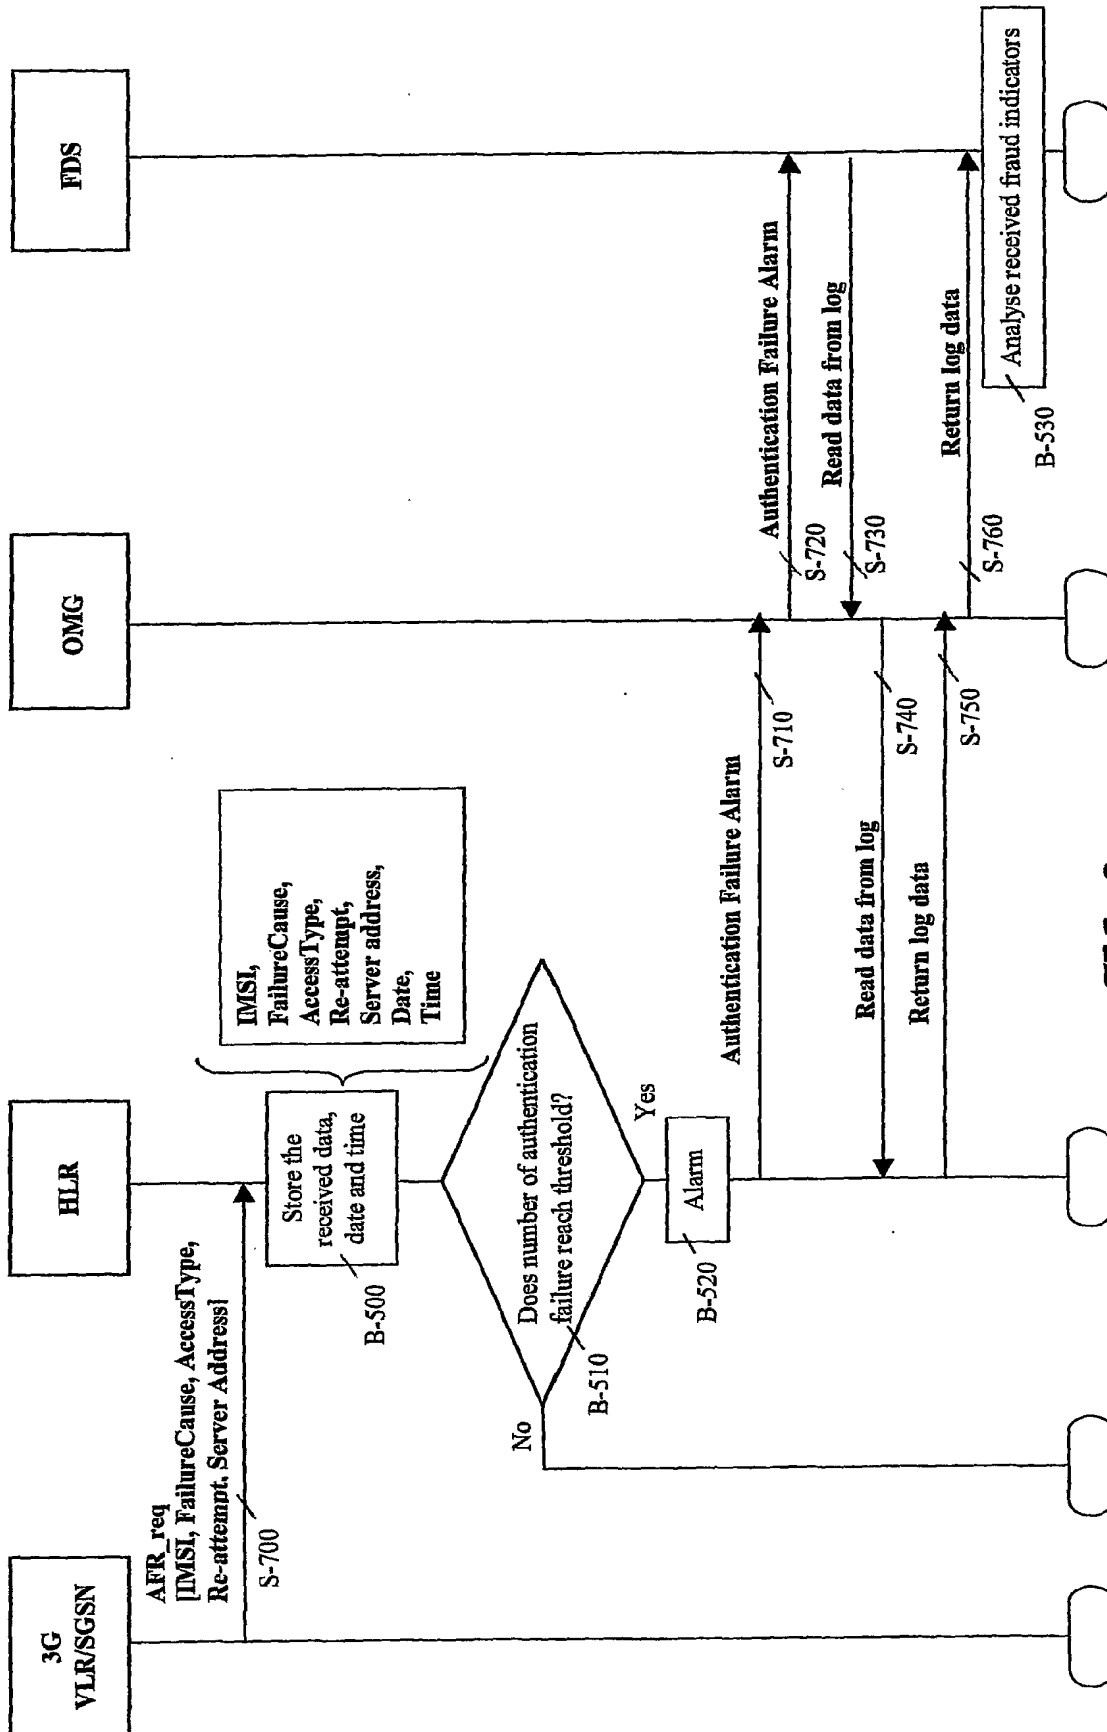 3G
VLR/SGSN
HLR
OMG
FDS
AFR_req
[IMSI, FailureCause, AccessType,
Re-attempt, Server Address]
S-700
Store the
received data,
date and time
B-500
IMSI,
FailureCause,
AccessType,
Re-attempt,
Server address,
Date,
Time
Does number of authentication
failure reach threshold?
B-510
No
Yes
Alarm
B-520
Authentication Failure Alarm
S-710
Authentication Failure Alarm
S-720
Read data from log
S-730
Read data from log
S-740
Return log data
S-750
Return log data
S-760
Analyse received fraud indicators
B-530